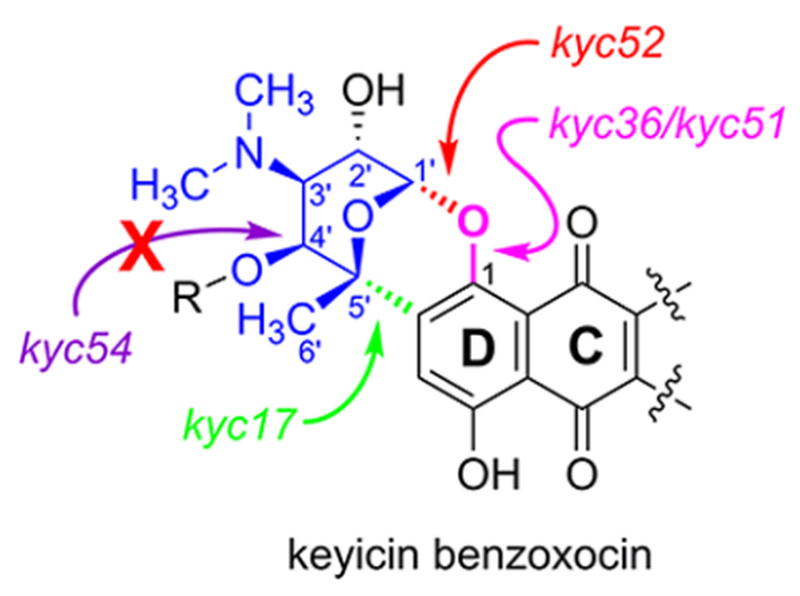 kyc52
CH3 OH
kyc36/kyc51
N 1'
H3C 2'
3' O O O
X 4' 1
O
R 5'
H3C D C
kyc54 6'
kyc17
OH O
keyicin benzoxocin